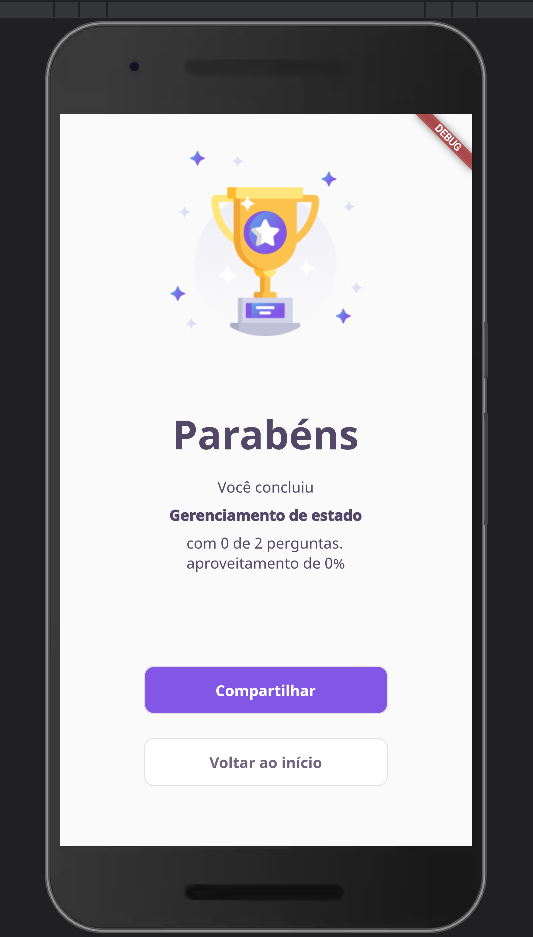 DEBUG
Parabéns
Você concluiu
Gerenciamento de estado
com 0 de 2 perguntas.
aproveitamento de 0%
Compartilhar
Voltar ao início